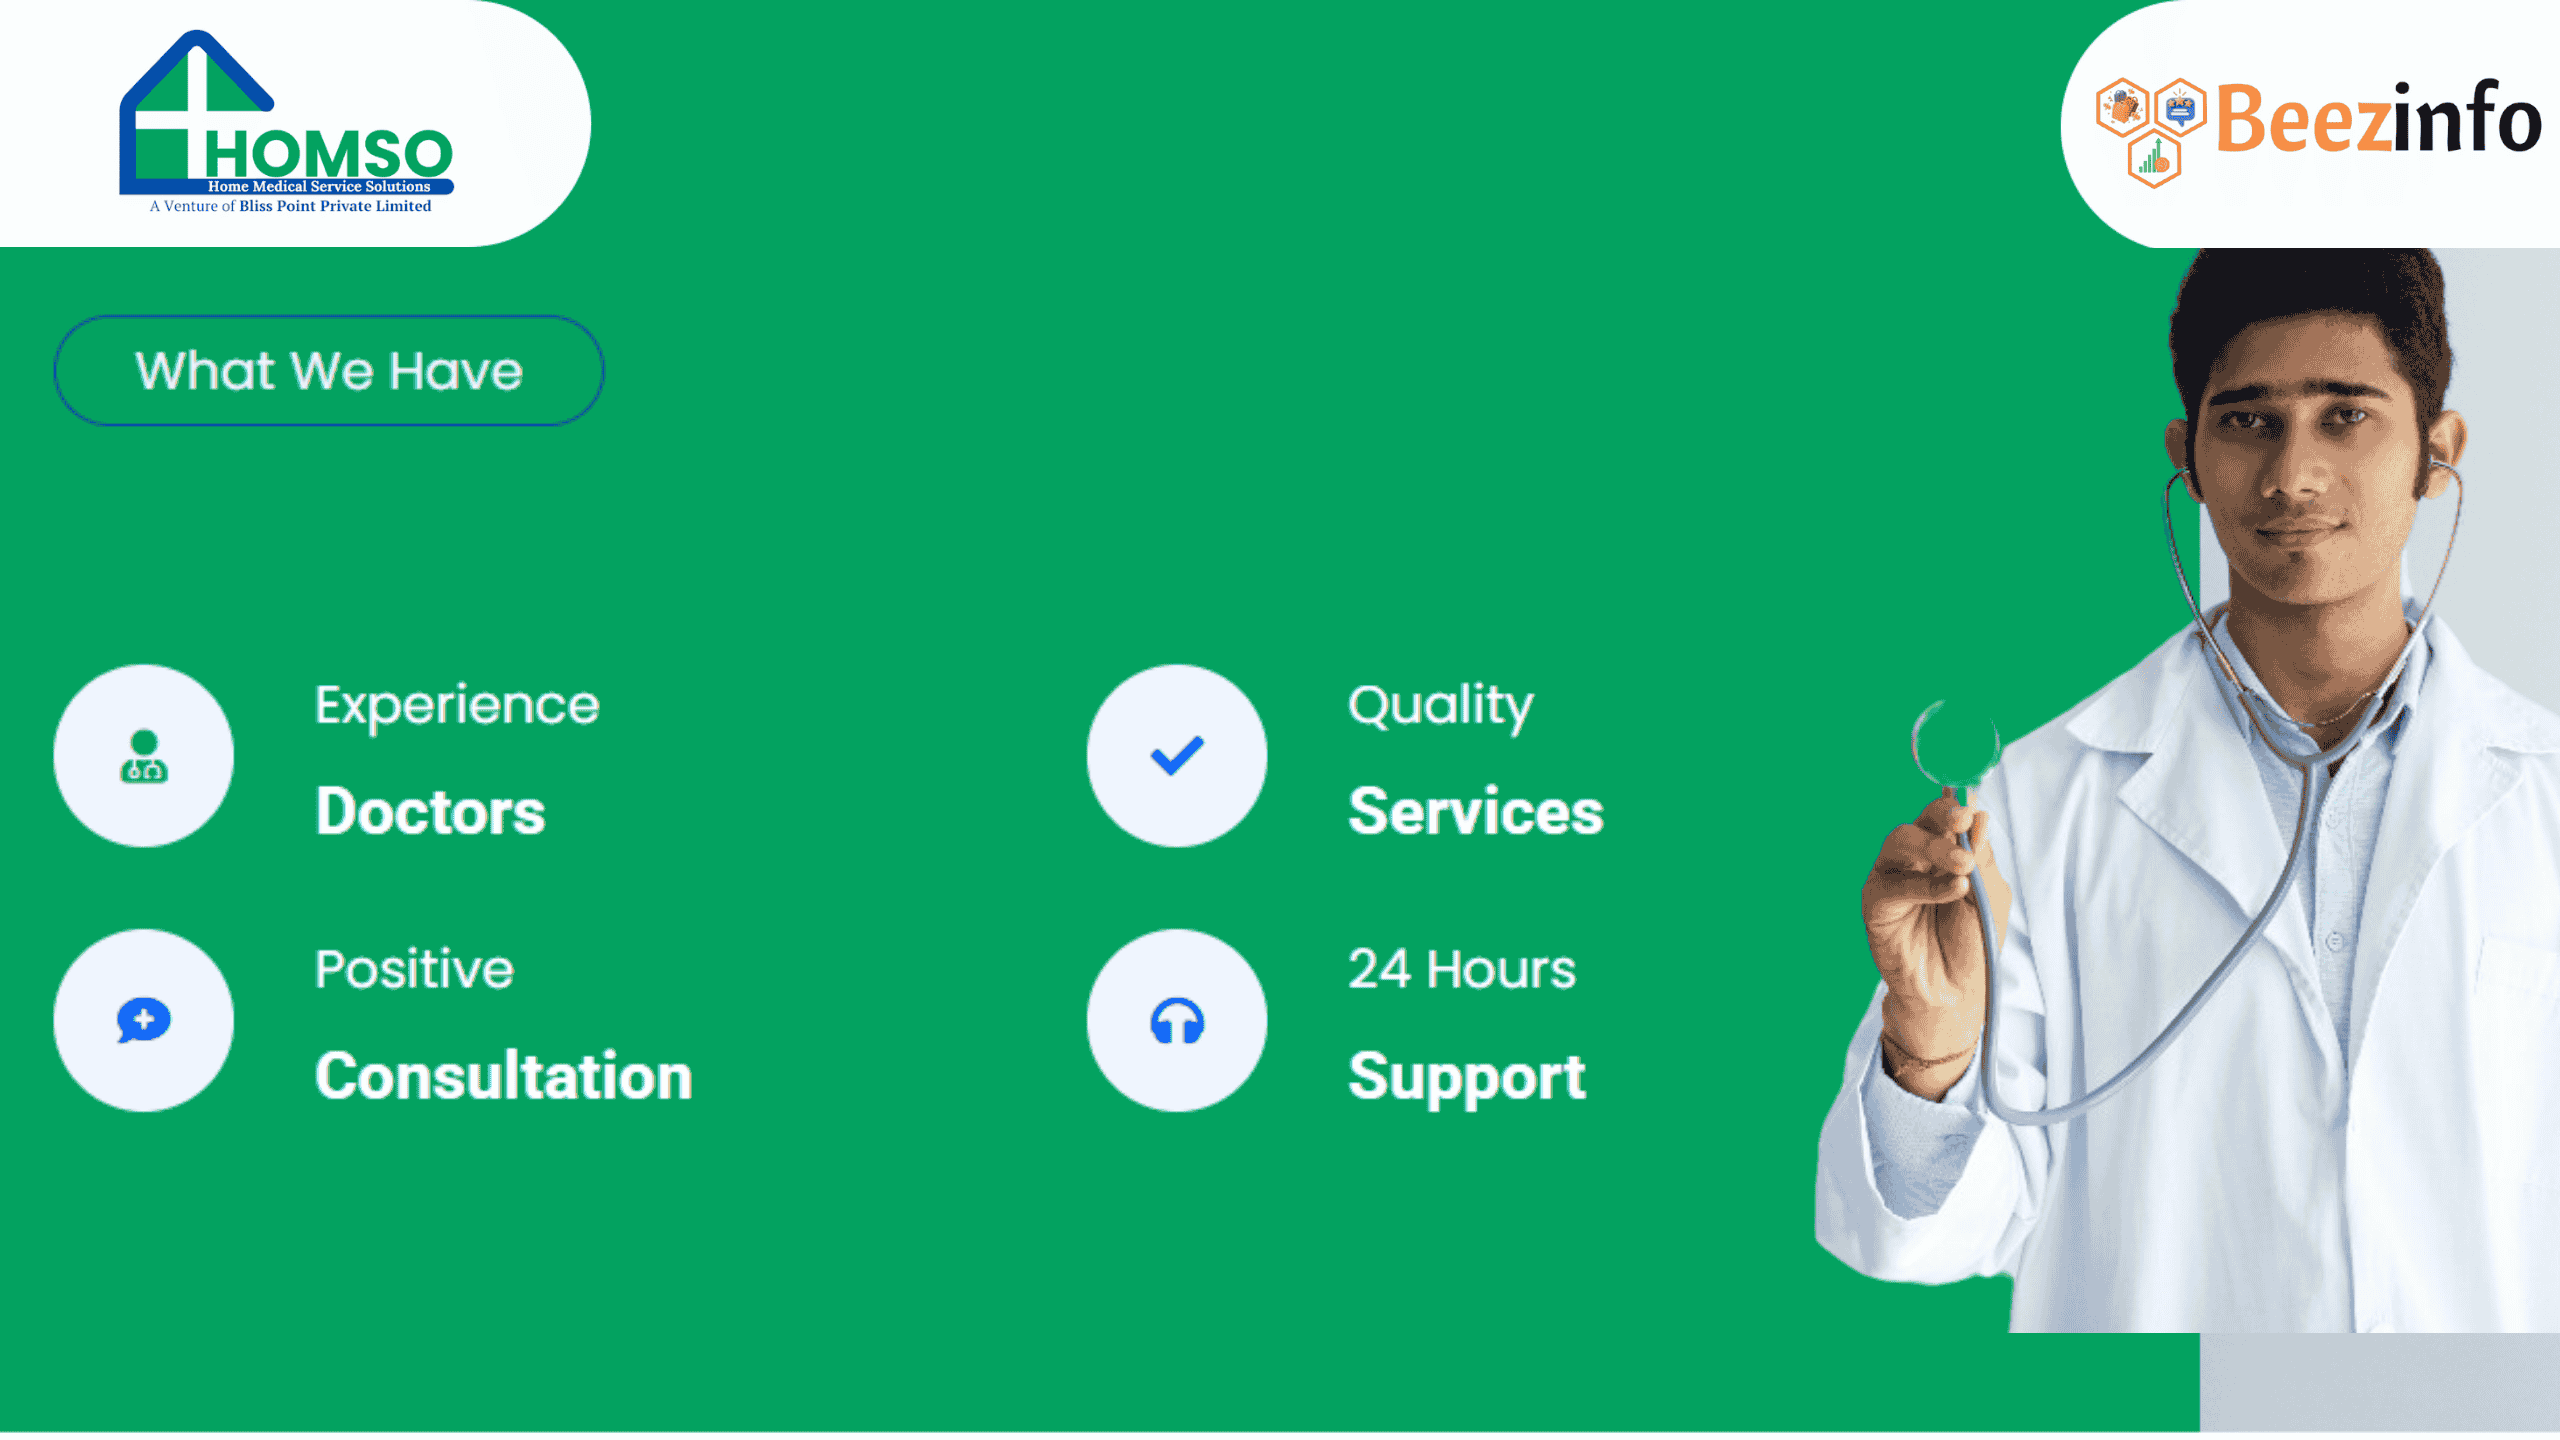 HOMSO
Home Medical Service Solutions
A Venture of Bliss Point Private Limited
Beezinfo
What We Have
Experience
Doctors
Quality
Services
Positive
Consultation
24 Hours
Support